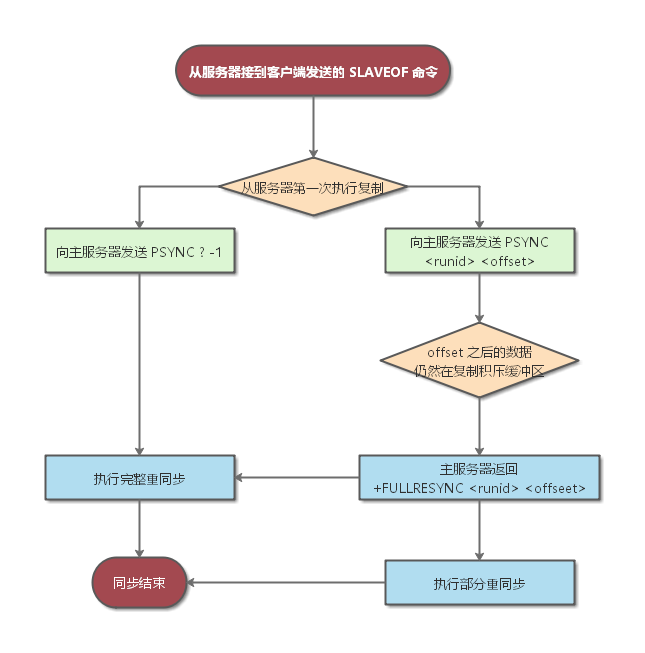 从服务器接到客户端发送的 SLAVEOF 命令
从服务器第一次执行复制
向主服务器发送 PSYNC ? -1
向主服务器发送 PSYNC
<runid> <offset>
offset 之后的数据
仍然在复制积压缓冲区
执行完整重同步
主服务器返回
+FULLRESYNC <runid> <offseet>
同步结束
执行部分重同步